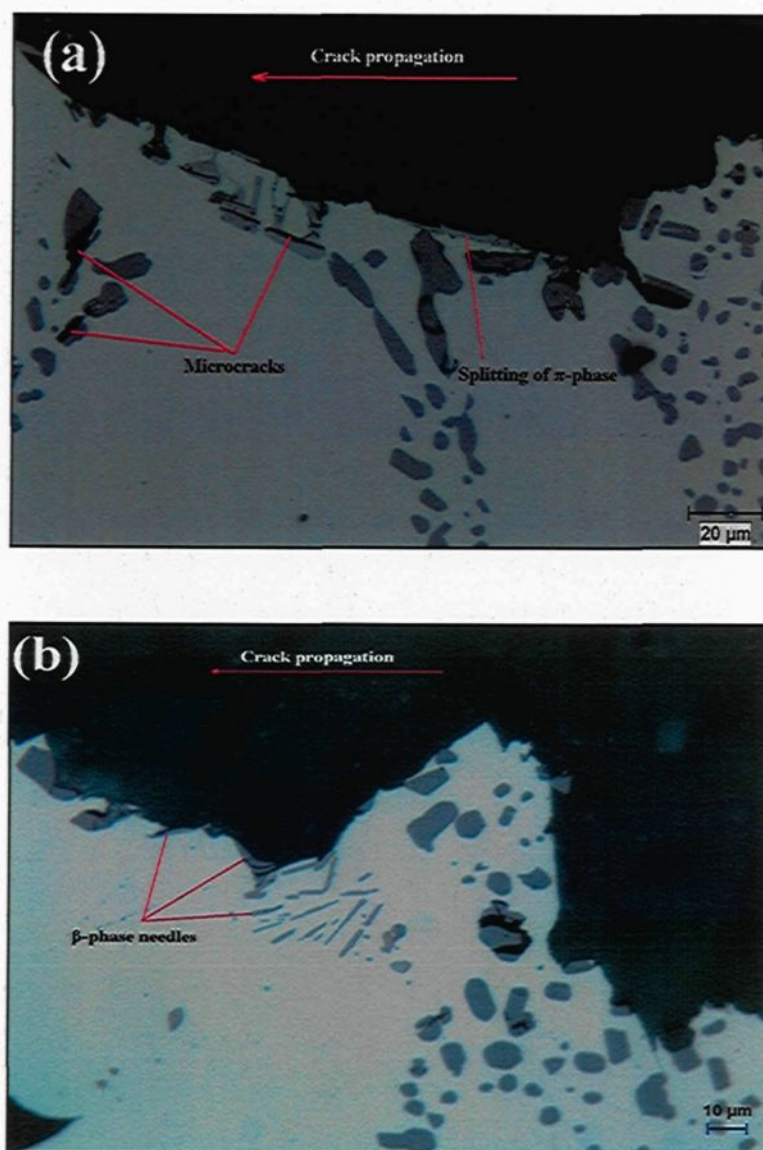 (a)
Crack propagation
Microcracks
Splitting of π-phase
20 µm
(b)
Crack propagation
β-phase needles
10 µm